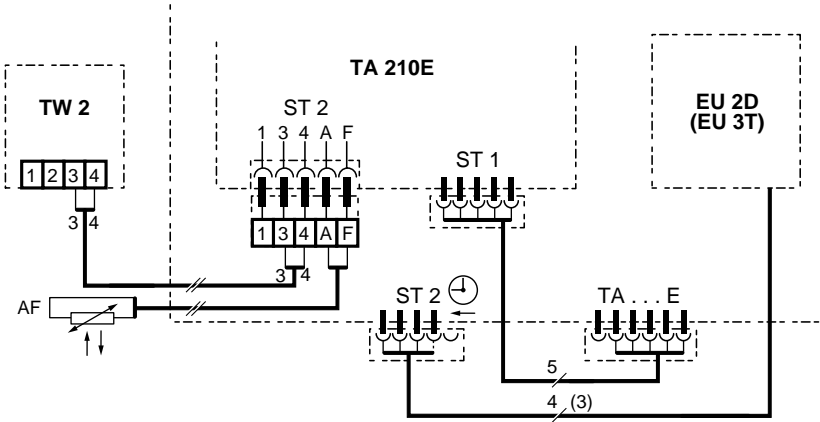 TA 210E
TW 2
EU 2D
(EU 3T)
ST 2
1 3 4 A F
ST 1
1 2 3 4
3 4
1 3 4 A F
3 4
AF
ST 2
TA . . . E
5
4 (3)